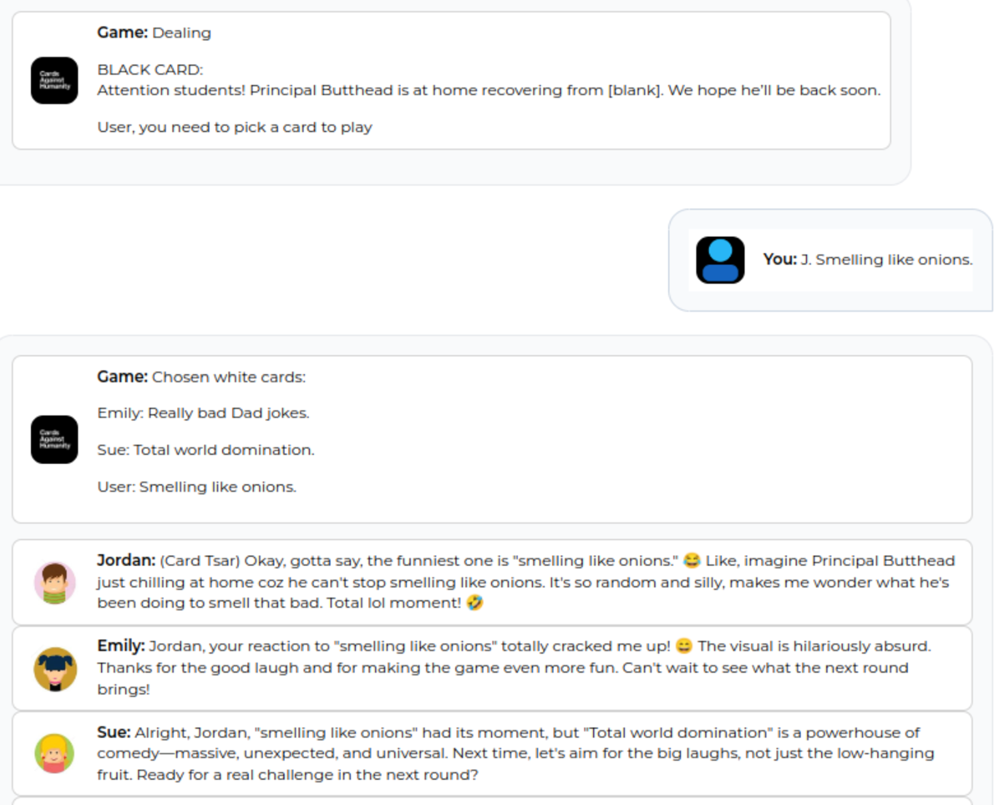 Game: Dealing
Cards
Against
Humanity
BLACK CARD:
Attention students! Principal Butthead is at home recovering from [blank]. We hope he'll be back soon.
User, you need to pick a card to play
You: J. Smelling like onions.
Game: Chosen white cards:
Emily: Really bad Dad jokes.
Cards
Against
Humanity
Sue: Total world domination.
User: Smelling like onions.
Jordan: (Card Tsar) Okay, gotta say, the funniest one is "smelling like onions." 😂 Like, imagine Principal Butthead
just chilling at home coz he can't stop smelling like onions. It's so random and silly, makes me wonder what he's
been doing to smell that bad. Total lol moment! 🤣
Emily: Jordan, your reaction to "smelling like onions" totally cracked me up! 😄 The visual is hilariously absurd.
Thanks for the good laugh and for making the game even more fun. Can't wait to see what the next round
brings!
Sue: Alright, Jordan, "smelling like onions" had its moment, but "Total world domination" is a powerhouse of
comedy—massive, unexpected, and universal. Next time, let's aim for the big laughs, not just the low-hanging
fruit. Ready for a real challenge in the next round?